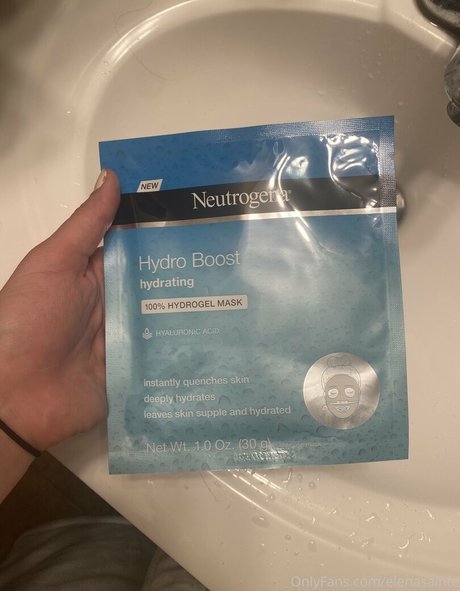 NEW
Neutrogena®
Hydro Boost
hydrating
100% HYDROGEL MASK
HYALURONIC ACID
instantly quenches skin
deeply hydrates
leaves skin supple and hydrated
Net Wt. 1.0 Oz. (30 g)
OnlyFans.com/elenasainte